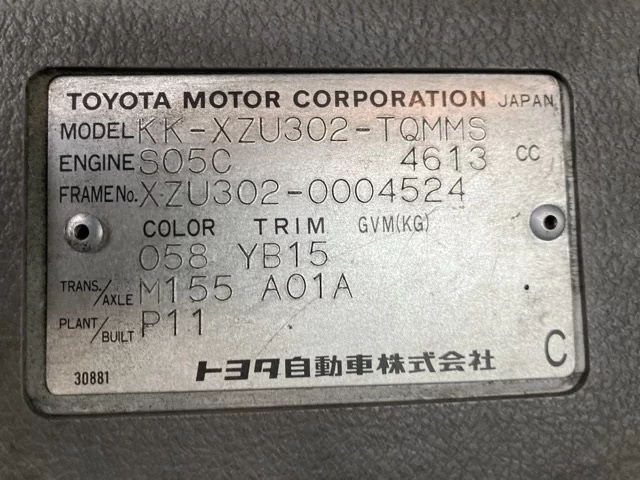 TOYOTA MOTOR CORPORATION JAPAN
MODEL KK-XZU302-TQMMS
ENGINE S05C 4613 CC
FRAME No. XZU302-0004524
COLOR TRIM GVM(KG)
058 YB15
TRANS./AXLE M155 A01A
PLANT/BUILT P11
30881 トヨタ自動車株式会社 C